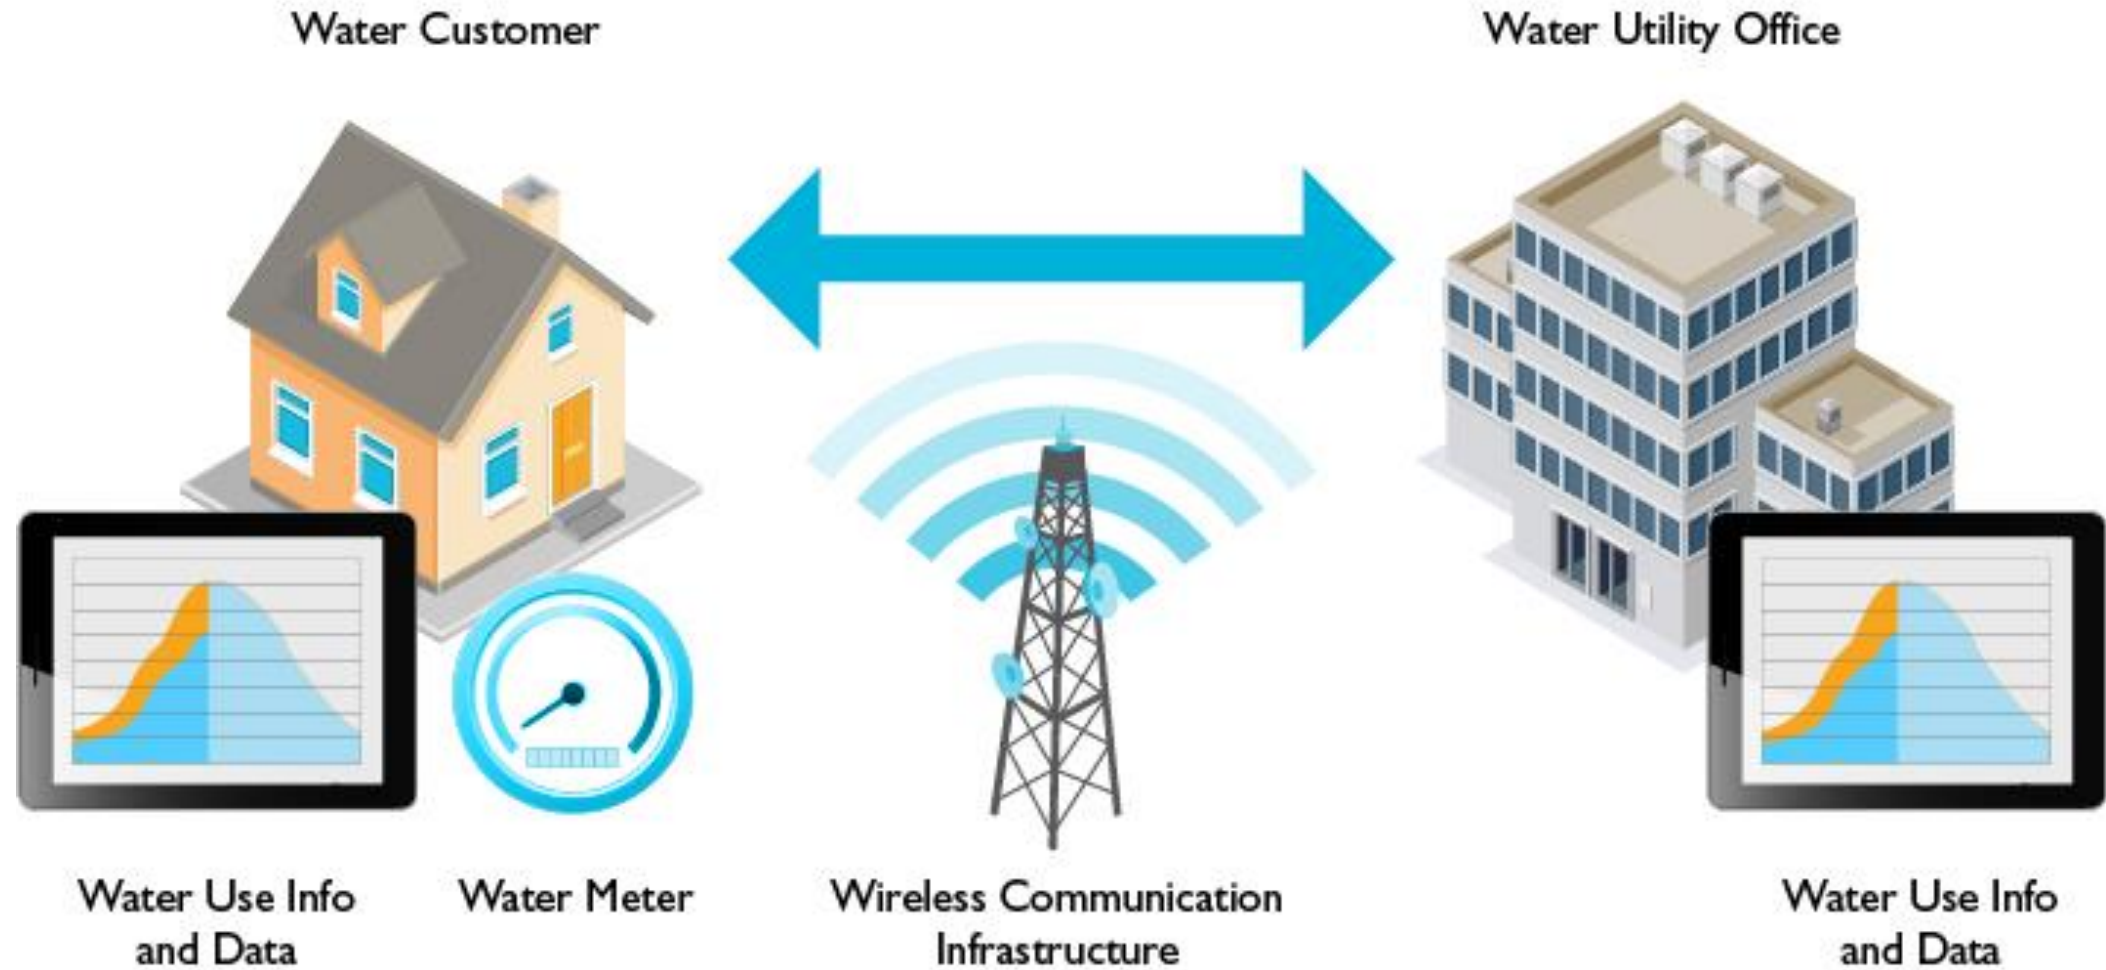 Water Customer
Water Utility Office
Water Use Info
and Data
Water Meter
Wireless Communication
Infrastructure
Water Use Info
and Data